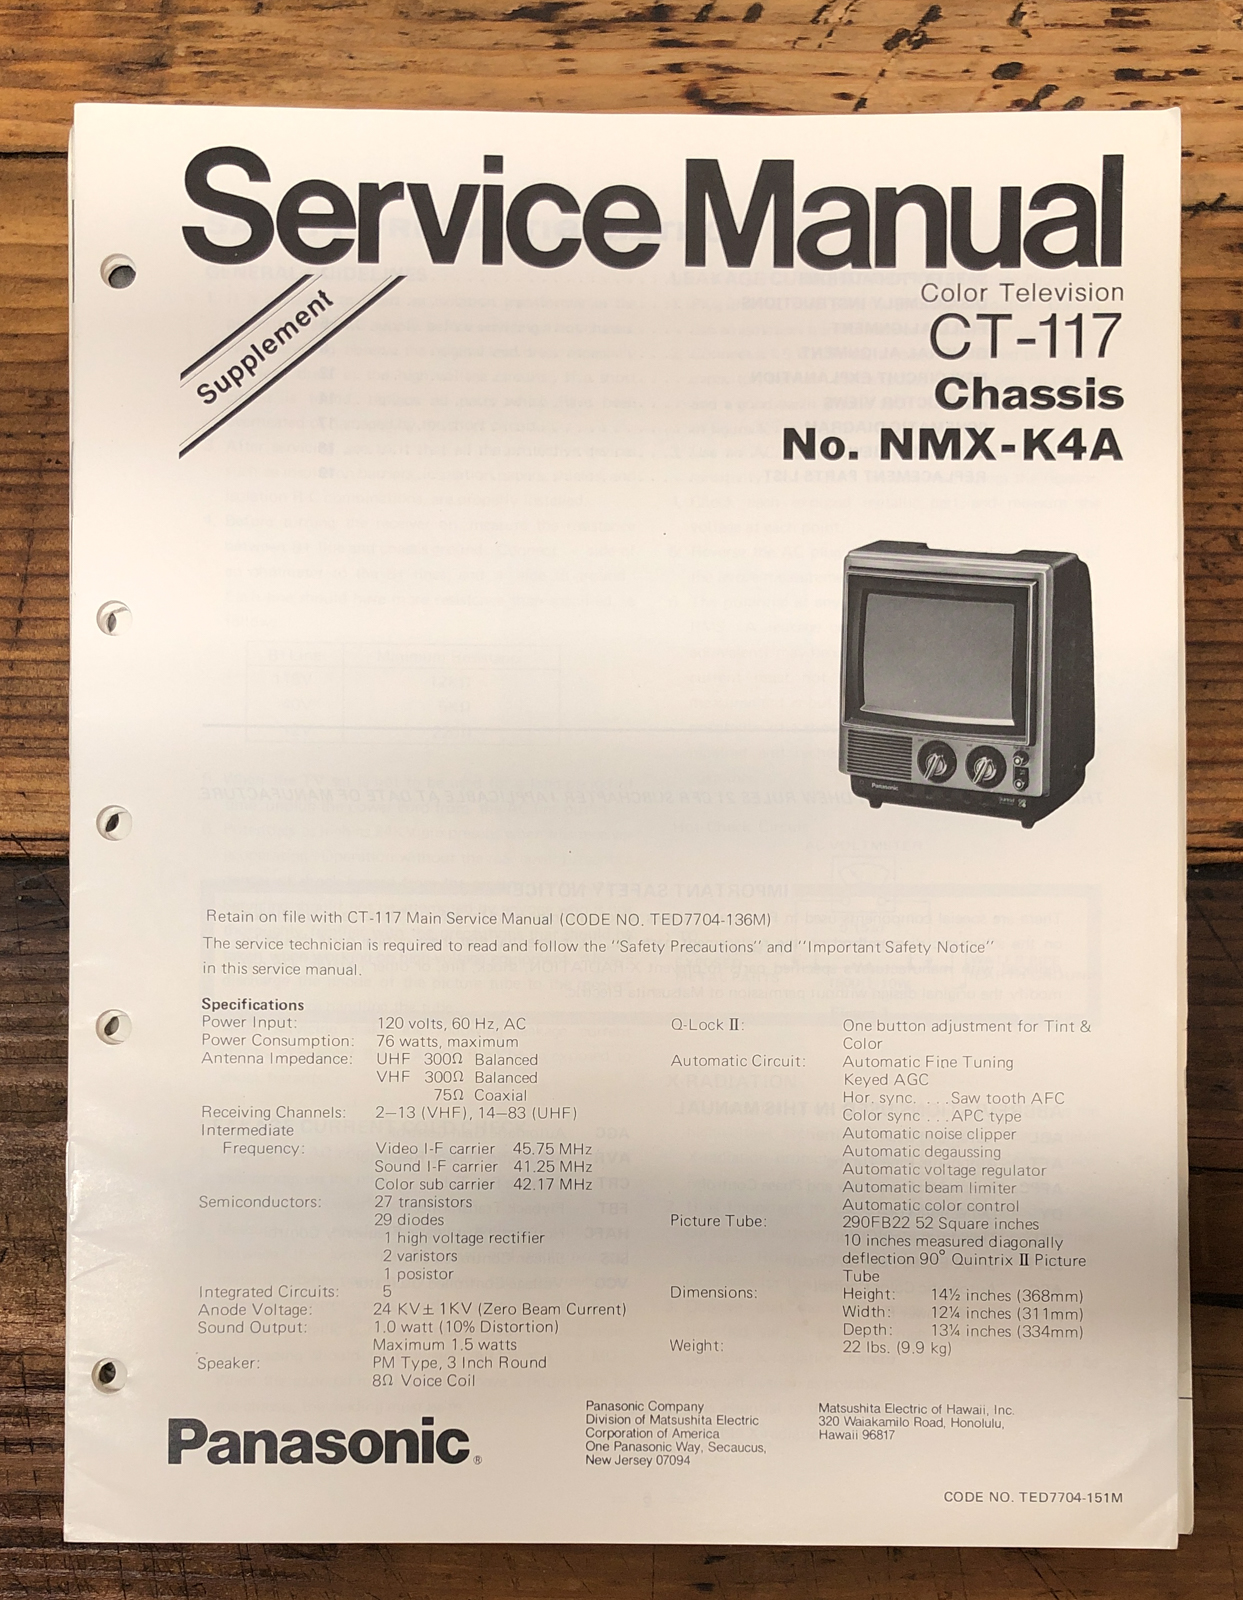 Service Manual
Supplement
Color Television
CT-117
Chassis
No. NMX-K4A
Panasonic
Retain on file with CT-117 Main Service Manual (CODE NO. TED7704-136M)
The service technician is required to read and follow the "Safety Precautions" and "Important Safety Notice"
in this service manual.
Specifications
Power Input: 120 volts, 60 Hz, AC
Power Consumption: 76 watts, maximum
Antenna Impedance: UHF 300Ω Balanced
VHF 300Ω Balanced
75Ω Coaxial
Receiving Channels: 2–13 (VHF), 14–83 (UHF)
Intermediate
Frequency: Video I-F carrier 45.75 MHz
Sound I-F carrier 41.25 MHz
Color sub carrier 42.17 MHz
Semiconductors: 27 transistors
29 diodes
1 high voltage rectifier
2 varistors
1 posistor
Integrated Circuits: 5
Anode Voltage: 24 KV± 1KV (Zero Beam Current)
Sound Output: 1.0 watt (10% Distortion)
Maximum 1.5 watts
Speaker: PM Type, 3 Inch Round
8Ω Voice Coil
Q-Lock II: One button adjustment for Tint &
Color
Automatic Circuit: Automatic Fine Tuning
Keyed AGC
Hor. sync. . . . Saw tooth AFC
Color sync . . . APC type
Automatic noise clipper
Automatic degaussing
Automatic voltage regulator
Automatic beam limiter
Automatic color control
Picture Tube: 290FB22 52 Square inches
10 inches measured diagonally
deflection 90° Quintrix II Picture
Tube
Dimensions: Height: 14½ inches (368mm)
Width: 12¼ inches (311mm)
Depth: 13¼ inches (334mm)
Weight: 22 lbs. (9.9 kg)
Panasonic®
Panasonic Company
Division of Matsushita Electric
Corporation of America
One Panasonic Way, Secaucus,
New Jersey 07094
Matsushita Electric of Hawaii, Inc.
320 Waiakamilo Road, Honolulu,
Hawaii 96817
CODE NO. TED7704-151M